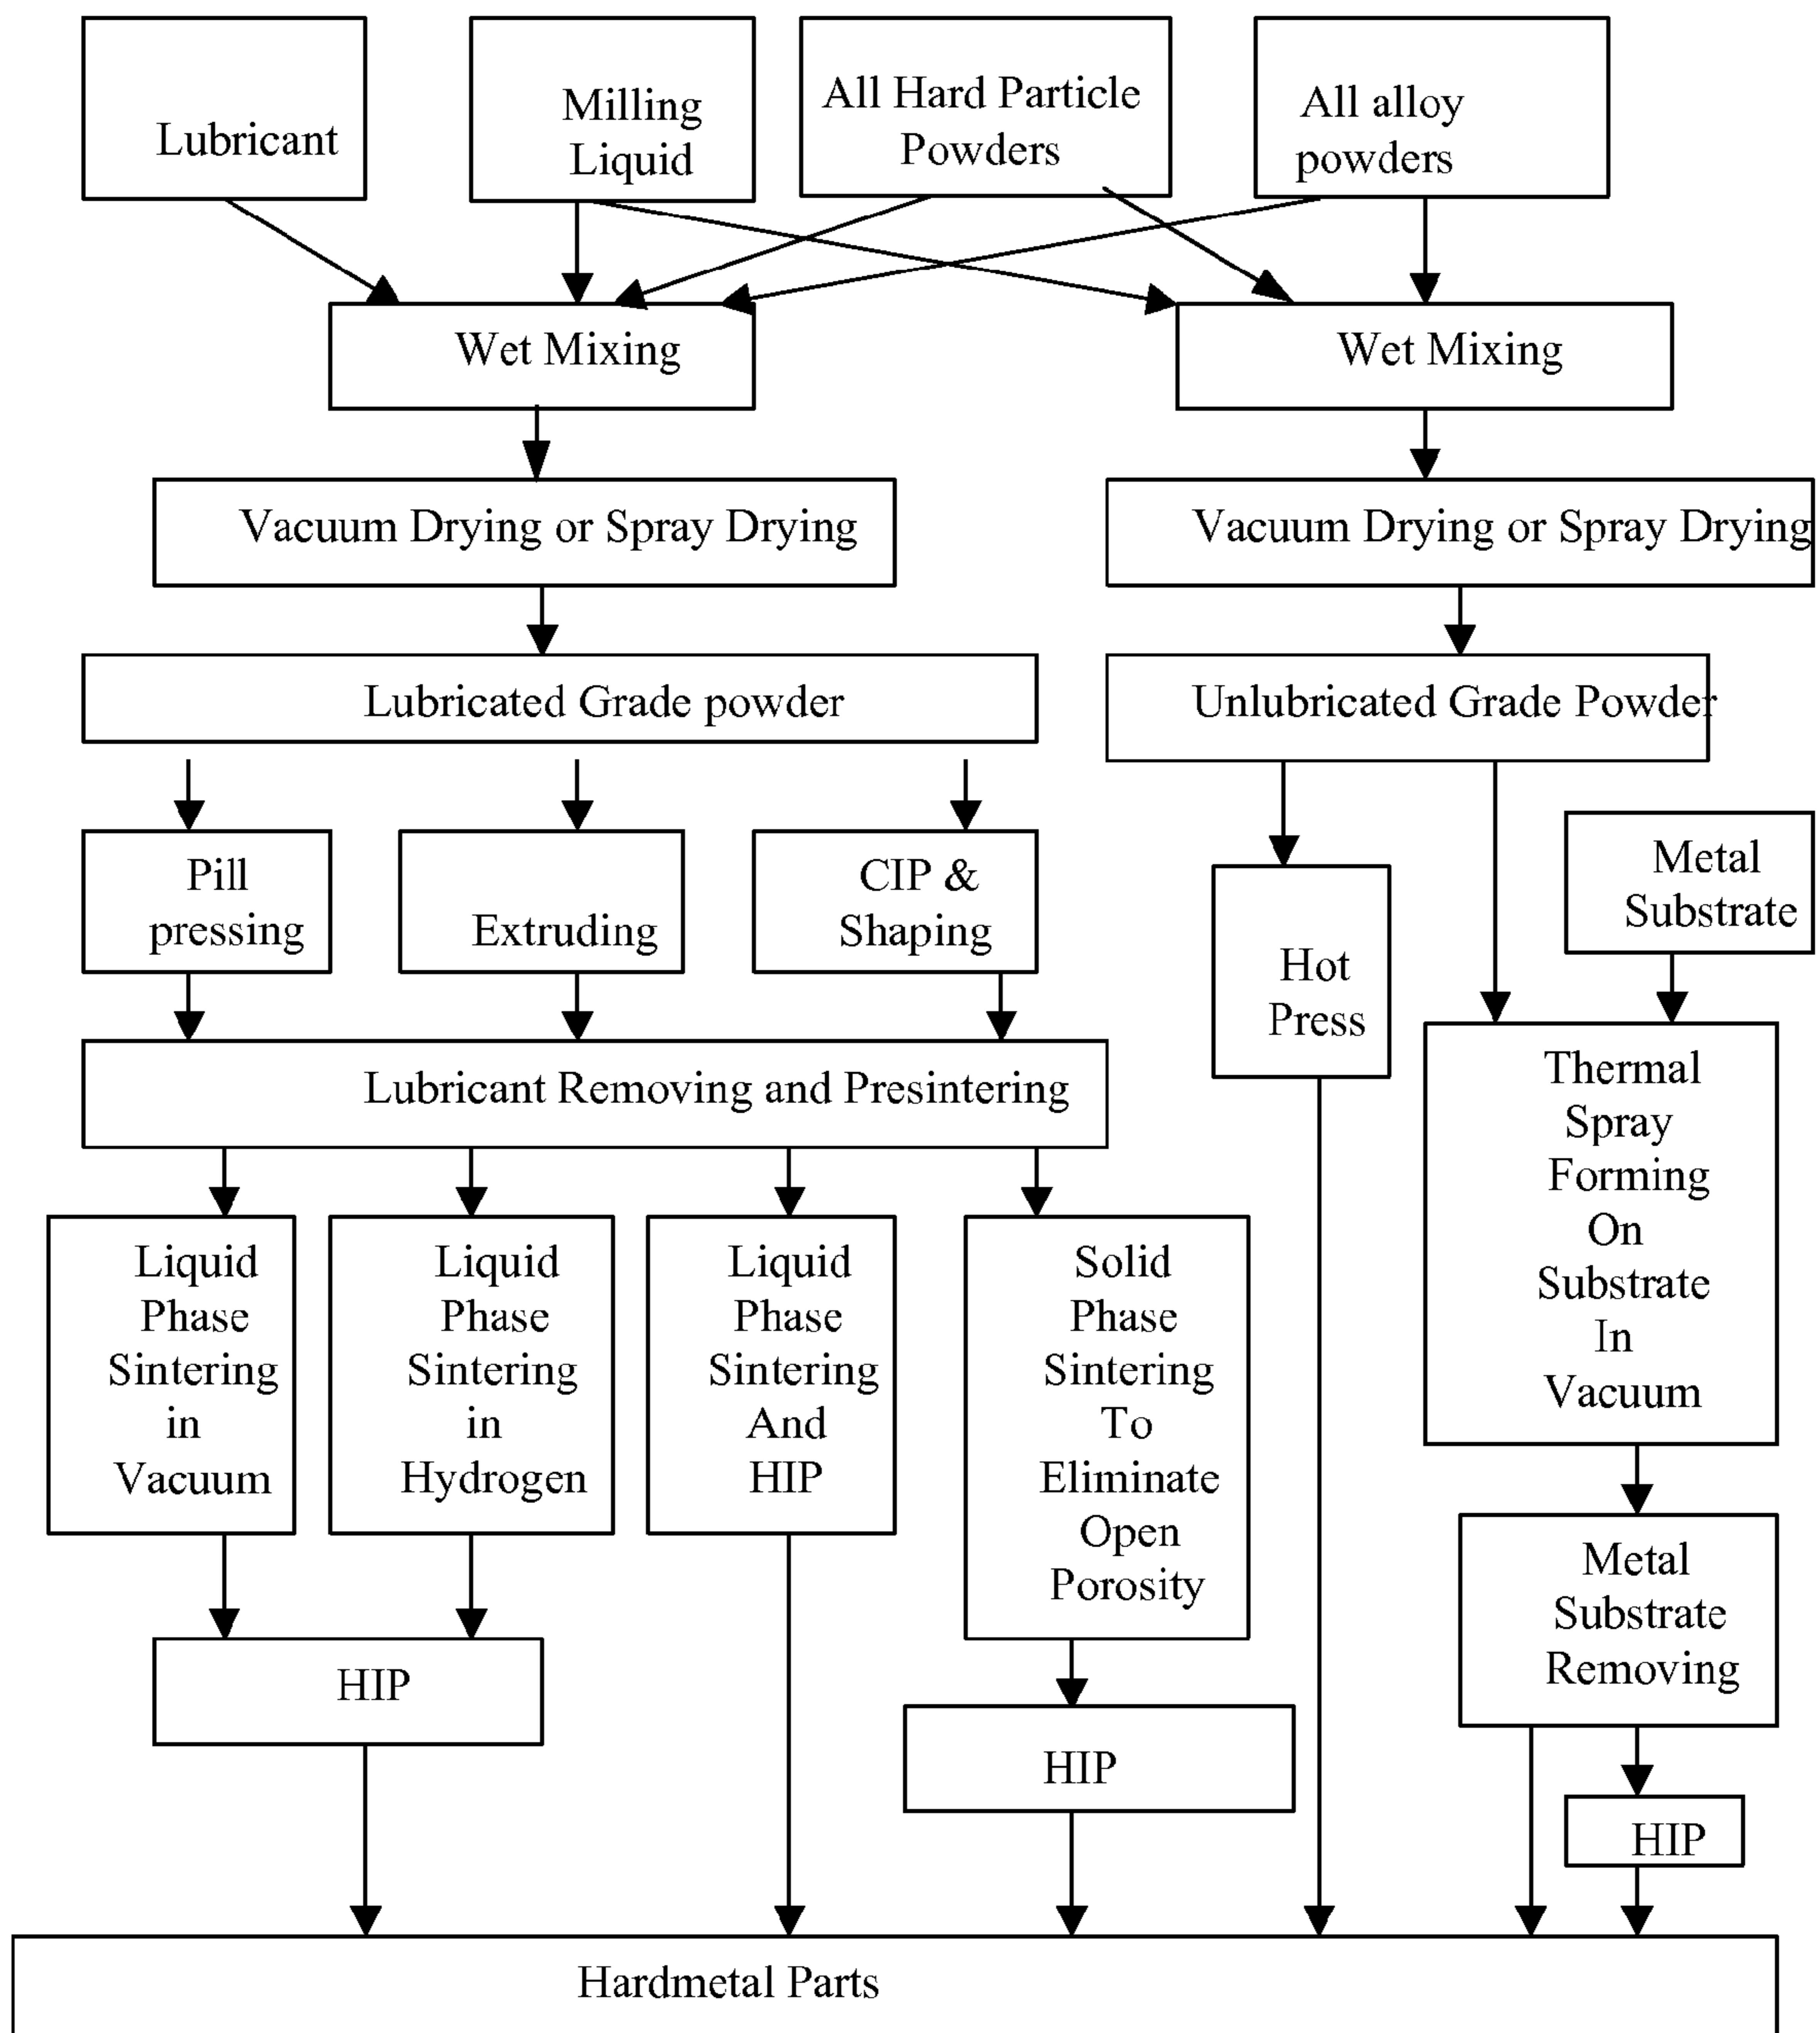 Lubricant
Milling
Liquid
All Hard Particle
Powders
All alloy
powders
Wet Mixing
Wet Mixing
Vacuum Drying or Spray Drying
Vacuum Drying or Spray Drying
Lubricated Grade powder
Unlubricated Grade Powder
Pill
pressing
Extruding
CIP &
Shaping
Hot
Press
Metal
Substrate
Lubricant Removing and Presintering
Thermal
Spray
Forming
On
Substrate
In
Vacuum
Liquid
Phase
Sintering
in
Vacuum
Liquid
Phase
Sintering
in
Hydrogen
Liquid
Phase
Sintering
And
HIP
Solid
Phase
Sintering
To
Eliminate
Open
Porosity
Metal
Substrate
Removing
HIP
HIP
HIP
Hardmetal Parts